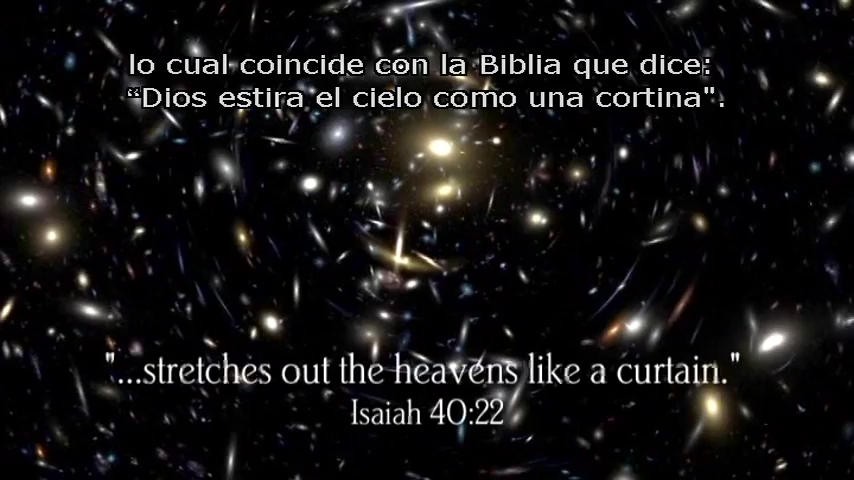 lo cual coincide con la Biblia que dice:
“Dios estira el cielo como una cortina".
"...stretches out the heavens like a curtain."
Isaiah 40:22